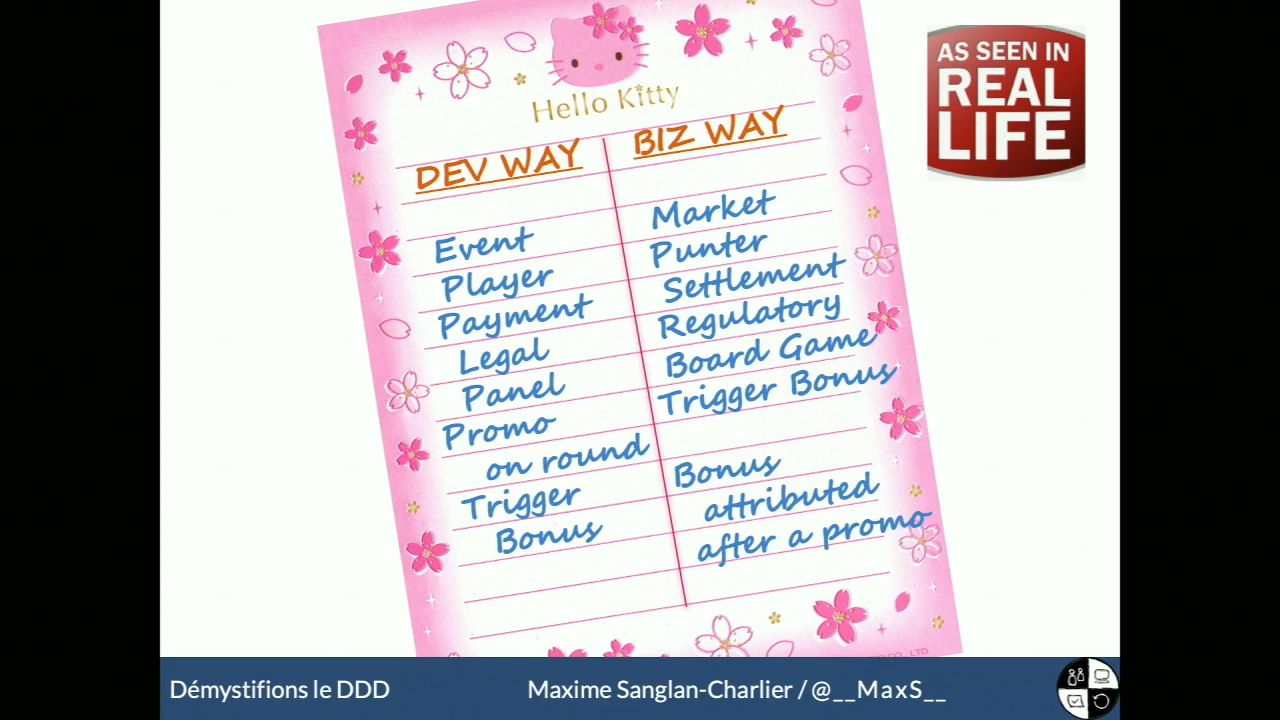 Hello Kitty
AS SEEN IN
REAL
LIFE
DEV WAY
Event
Player
Payment
Legal
Panel
Promo
on round
Trigger
Bonus
BIZ WAY
Market
Punter
Settlement
Regulatory
Board Game
Trigger Bonus
Bonus
attributed
after a promo
CO., LTD.
Démystifions le DDD
Maxime Sanglan-Charlier / @__MaxS__